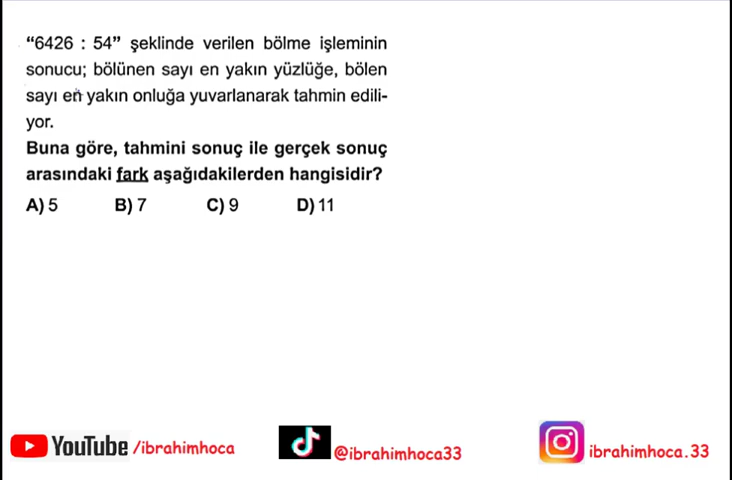 “6426 : 54” şeklinde verilen bölme işleminin
sonucu; bölünen sayı en yakın yüzlüğe, bölen
sayı en yakın onluğa yuvarlanarak tahmin edili-
yor.
Buna göre, tahmini sonuç ile gerçek sonuç
arasındaki fark aşağıdakilerden hangisidir?
A) 5 B) 7 C) 9 D) 11
YouTube /ibrahimhoca @ibrahimhoca33 ibrahimhoca.33